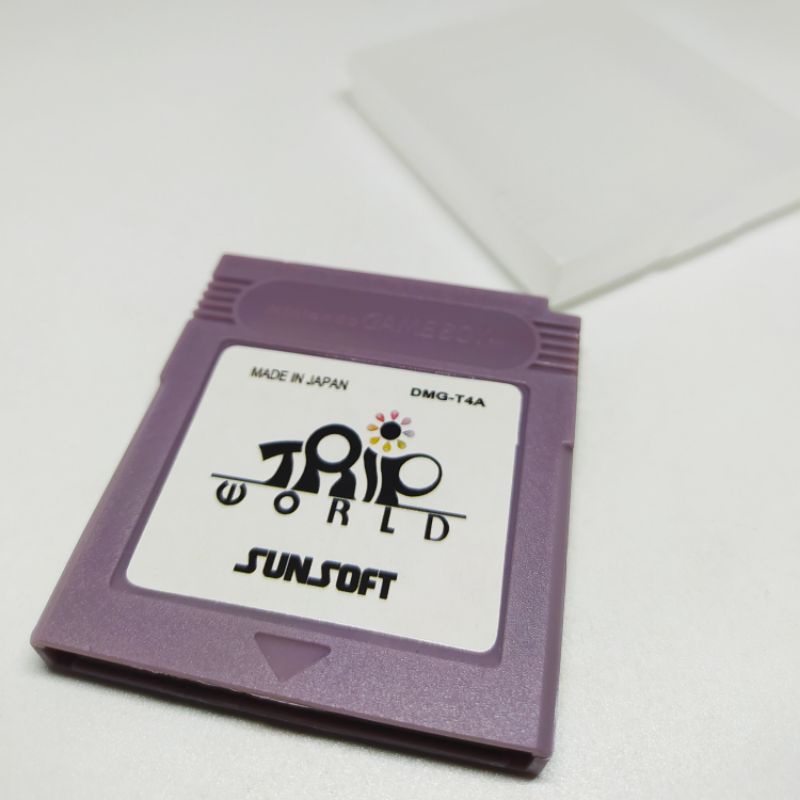 Nintendo GAME BOY
MADE IN JAPAN DMG-T4A
TRIP
WORLD
SUNSOFT